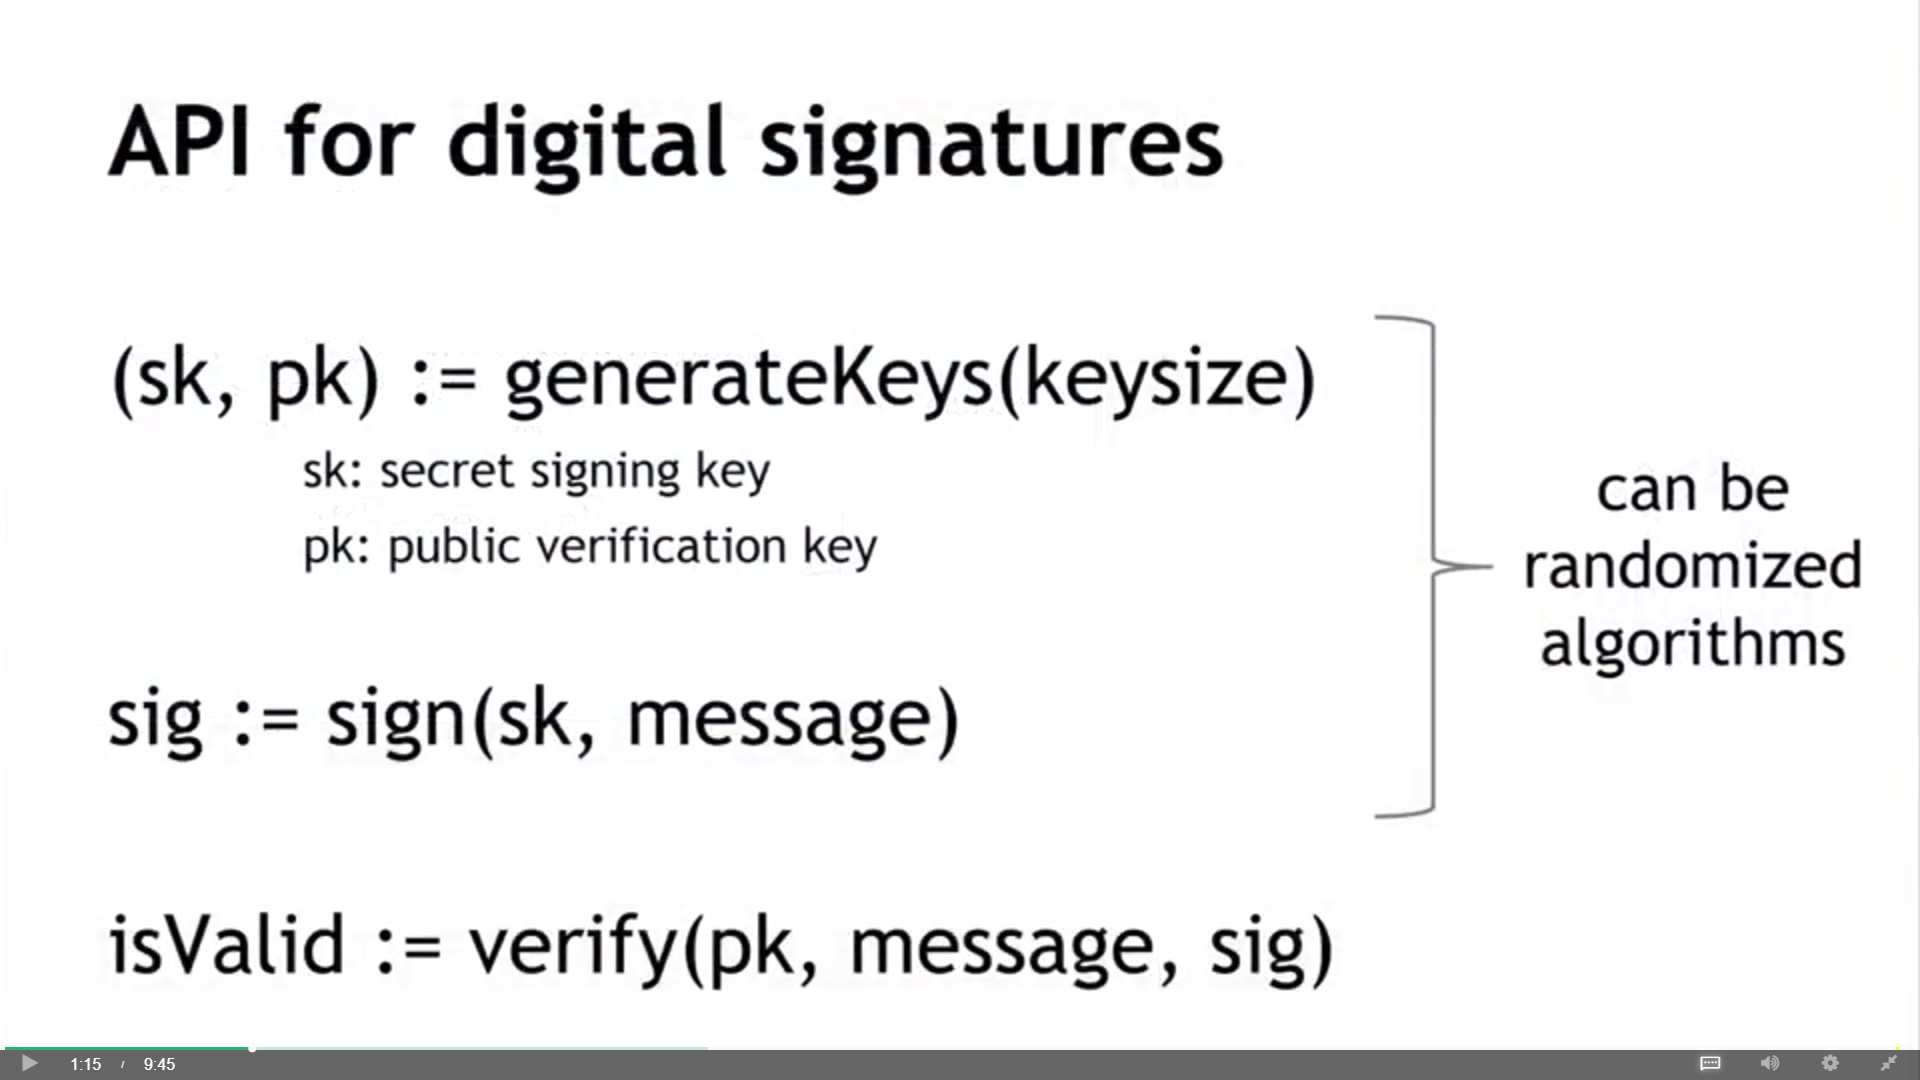 API for digital signatures
(sk, pk) := generateKeys(keysize)
sk: secret signing key
pk: public verification key
sig := sign(sk, message)
can be
randomized
algorithms
isValid := verify(pk, message, sig)
1:15 / 9:45